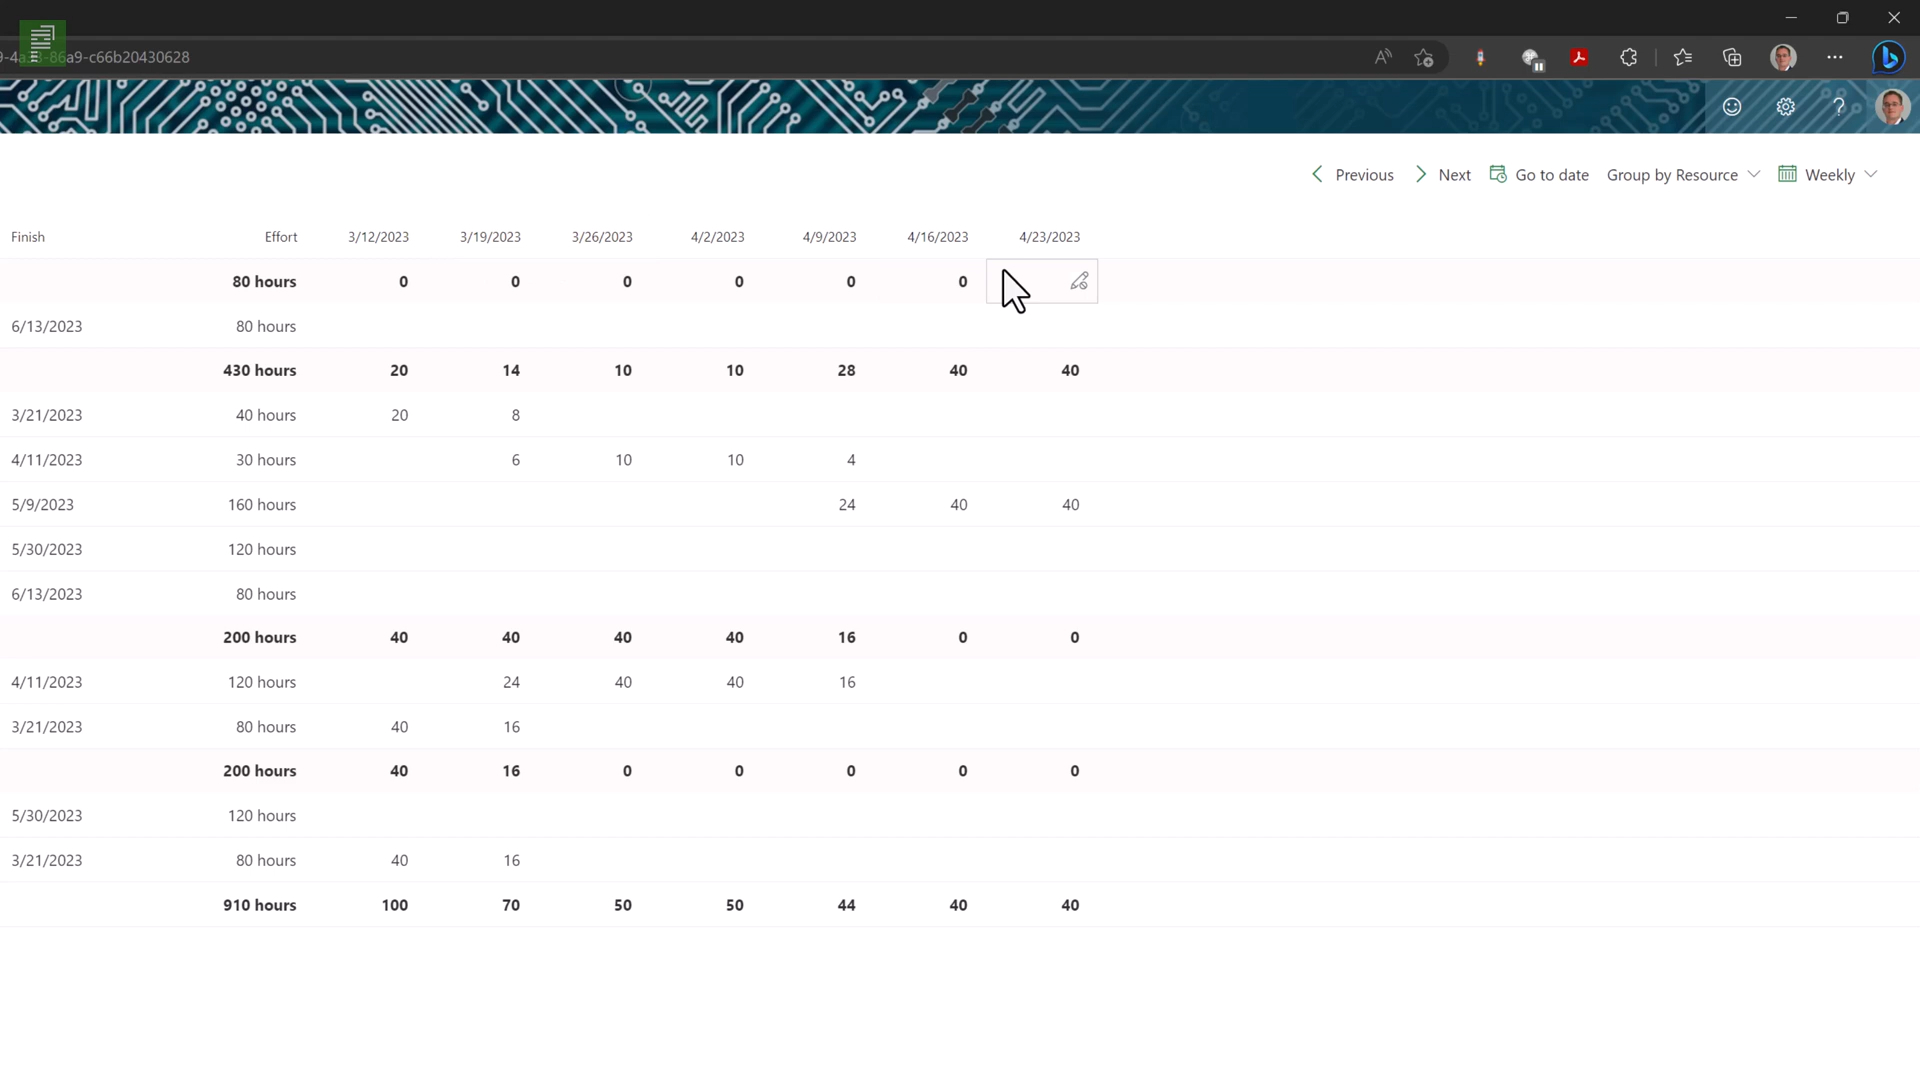 9-4a33-86a9-c66b20430628
Previous Next Go to date Group by Resource Weekly
Finish Effort 3/12/2023 3/19/2023 3/26/2023 4/2/2023 4/9/2023 4/16/2023 4/23/2023
80 hours 0 0 0 0 0 0
6/13/2023 80 hours
430 hours 20 14 10 10 28 40 40
3/21/2023 40 hours 20 8
4/11/2023 30 hours 6 10 10 4
5/9/2023 160 hours 24 40 40
5/30/2023 120 hours
6/13/2023 80 hours
200 hours 40 40 40 40 16 0 0
4/11/2023 120 hours 24 40 40 16
3/21/2023 80 hours 40 16
200 hours 40 16 0 0 0 0 0
5/30/2023 120 hours
3/21/2023 80 hours 40 16
910 hours 100 70 50 50 44 40 40